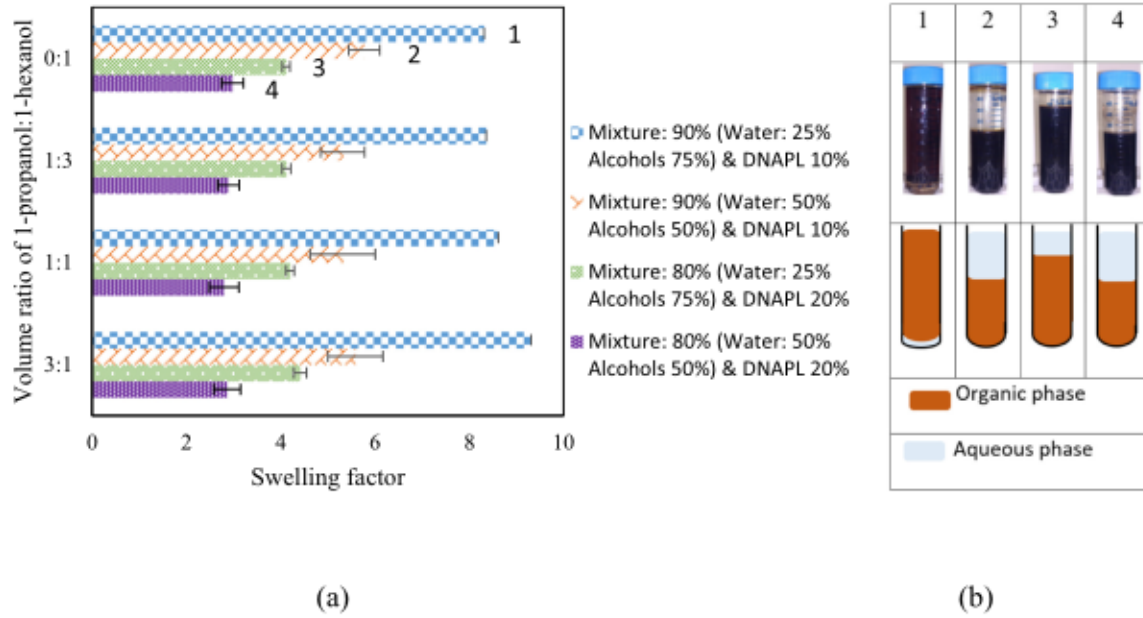 Volume ratio of 1-propanol:1-hexanol
0:1
1:3
1:1
3:1
1
2
3
4
0
2
4
6
8
10
Swelling factor
Mixture: 90% (Water: 25%
Alcohols 75%) & DNAPL 10%
Mixture: 90% (Water: 50%
Alcohols 50%) & DNAPL 10%
Mixture: 80% (Water: 25%
Alcohols 75%) & DNAPL 20%
Mixture: 80% (Water: 50%
Alcohols 50%) & DNAPL 20%
(a)
1
2
3
4
Organic phase
Aqueous phase
(b)